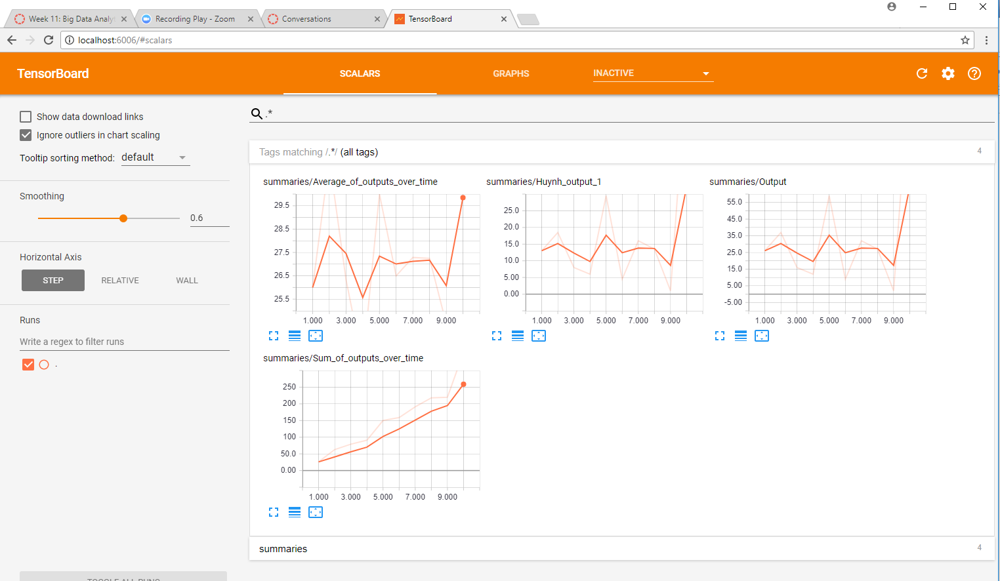 Week 11: Big Data Analyt
Recording Play - Zoom
Conversations
TensorBoard
localhost:6006/#scalars
TensorBoard
SCALARS
GRAPHS
INACTIVE
Show data download links
Ignore outliers in chart scaling
Tooltip sorting method: default
Smoothing
0.6
Horizontal Axis
STEP RELATIVE WALL
Runs
Write a regex to filter runs
.
.*
Tags matching /.*/ (all tags)
4
summaries/Average_of_outputs_over_time
29.5
28.5
27.5
26.5
25.5
1.000 3.000 5.000 7.000 9.000
summaries/Huynh_output_1
25.0
20.0
15.0
10.0
5.00
0.00
1.000 3.000 5.000 7.000 9.000
summaries/Output
55.0
45.0
35.0
25.0
15.0
5.00
-5.00
1.000 3.000 5.000 7.000 9.000
summaries/Sum_of_outputs_over_time
250
200
150
100
50.0
0.00
1.000 3.000 5.000 7.000 9.000
summaries
4
TOGGLE ALL RUNS